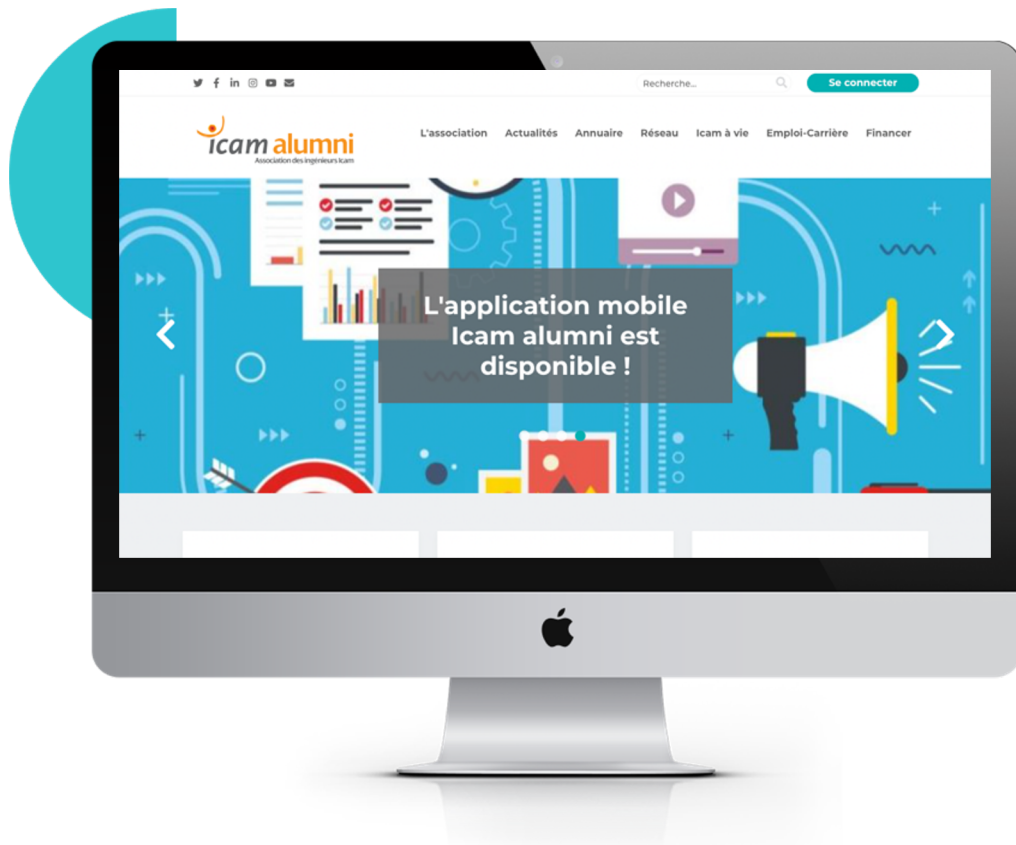 Recherche...
Se connecter
icam alumni
Association des ingénieurs Icam
L'association Actualités Annuaire Réseau Icam à vie Emploi-Carrière Financer
L'application mobile
Icam alumni est
disponible !